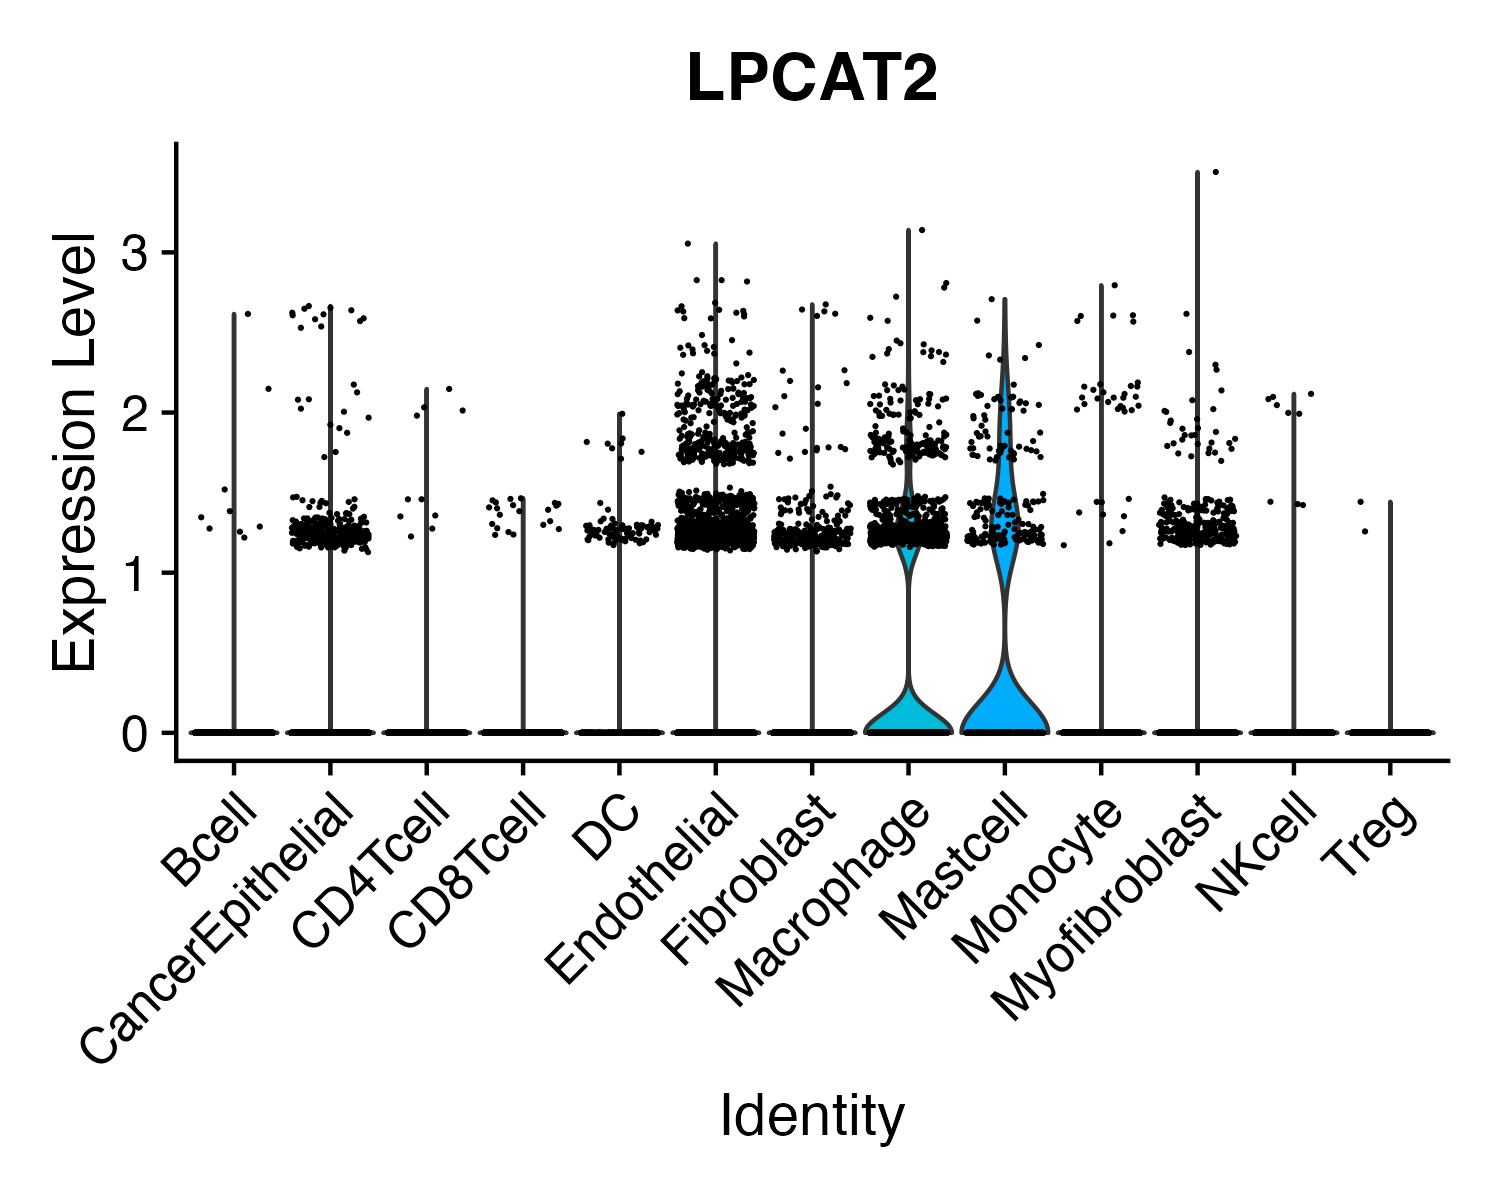 LPCAT2
Expression Level
3
2
1
0
Bcell
CancerEpithelial
CD4Tcell
CD8Tcell
DC
Endothelial
Fibroblast
Macrophage
Mastcell
Monocyte
Myofibroblast
NKcell
Treg
Identity